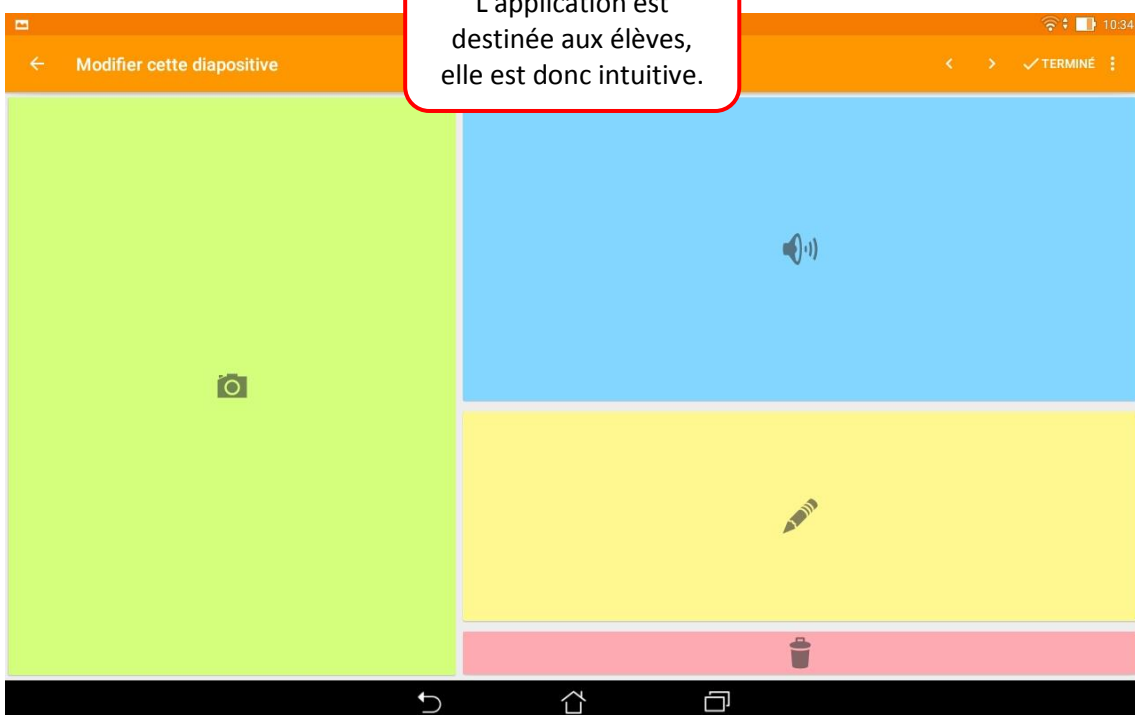 L'application est
destinée aux élèves,
elle est donc intuitive.
10:34
Modifier cette diapositive
TERMINÉ